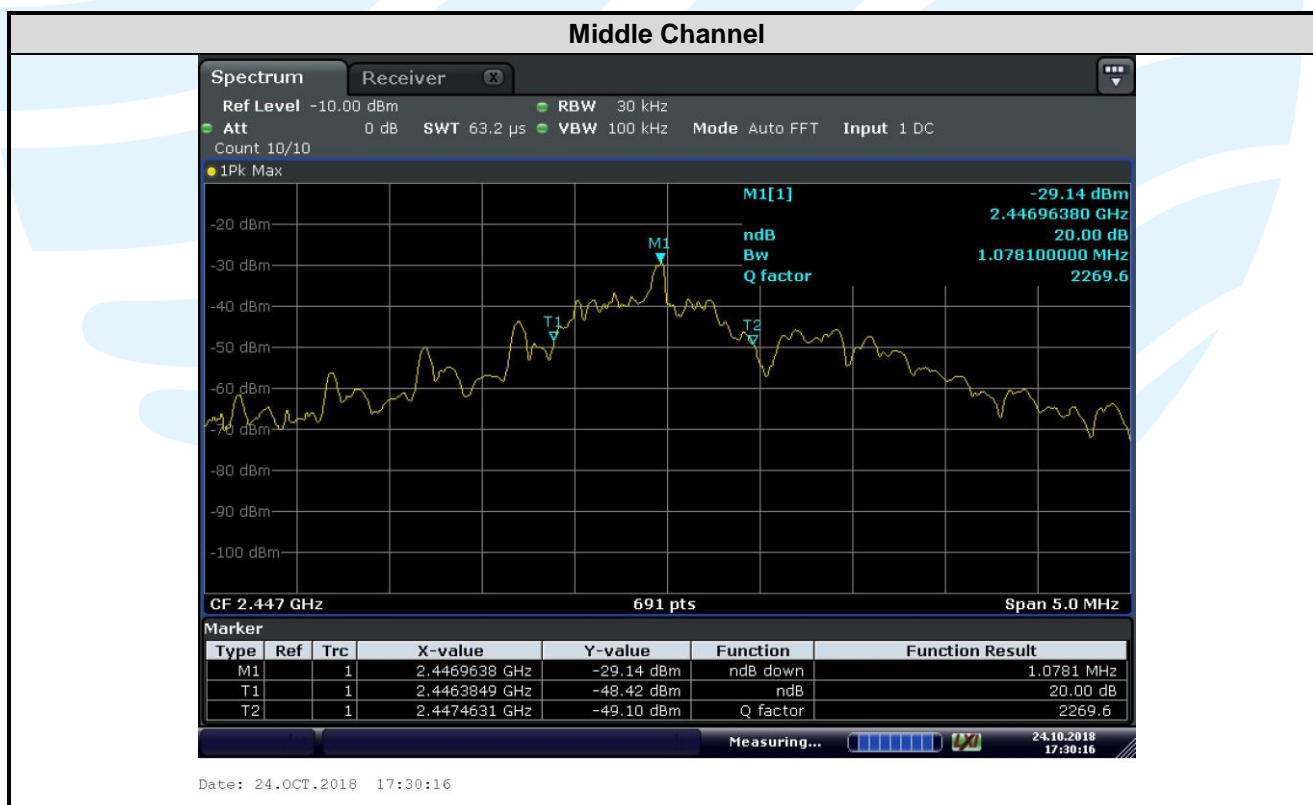 Middle Channel
Spectrum Receiver
Ref Level -10.00 dBm RBW 30 kHz
Att 0 dB SWT 63.2 µs VBW 100 kHz Mode Auto FFT Input 1 DC
Count 10/10
1Pk Max
M1[1] -29.14 dBm
2.44696380 GHz
ndB 20.00 dB
Bw 1.078100000 MHz
Q factor 2269.6
-20 dBm
M1
-30 dBm
-40 dBm
T1
T2
-50 dBm
-60 dBm
-70 dBm
-80 dBm
-90 dBm
-100 dBm
CF 2.447 GHz 691 pts Span 5.0 MHz
Marker
Type Ref Trc X-value Y-value Function Function Result
M1 1 2.4469638 GHz -29.14 dBm ndB down 1.0781 MHz
T1 1 2.4463849 GHz -48.42 dBm ndB 20.00 dB
T2 1 2.4474631 GHz -49.10 dBm Q factor 2269.6
Measuring... LXI 24.10.2018
17:30:16
Date: 24.OCT.2018 17:30:16